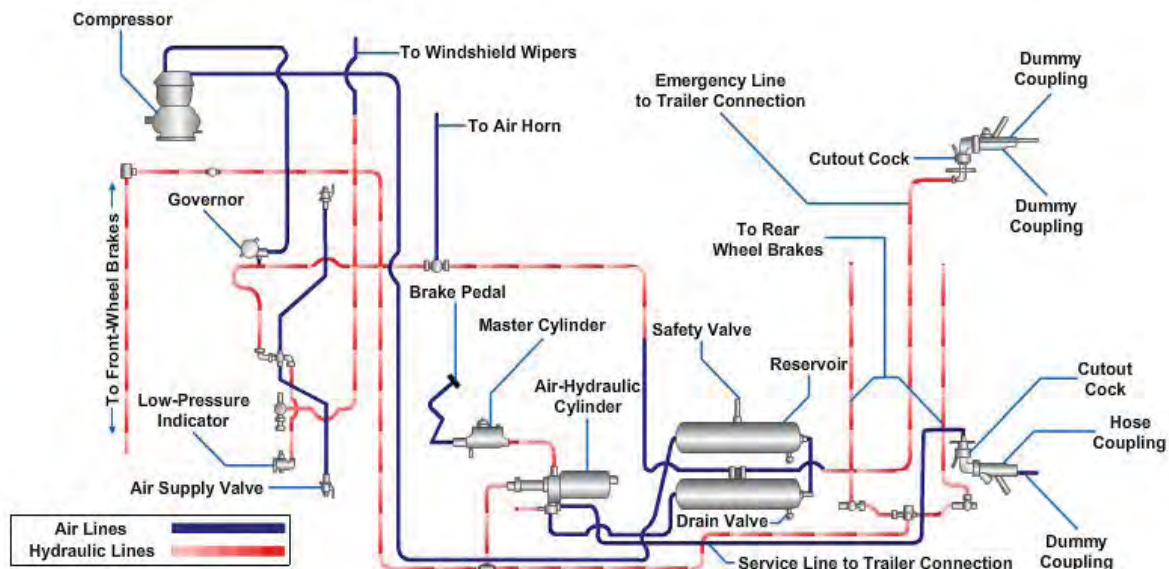 Compressor
To Windshield Wipers
To Air Horn
Emergency Line
to Trailer Connection
Dummy
Coupling
Cutout Cock
Dummy
Coupling
To Front-Wheel Brakes
Governor
To Rear
Wheel Brakes
Brake Pedal
Master Cylinder
Safety Valve
Reservoir
Air-Hydraulic
Cylinder
Cutout
Cock
Low-Pressure
Indicator
Hose
Coupling
Air Supply Valve
Drain Valve
Air Lines
Hydraulic Lines
Service Line to Trailer Connection
Dummy
Coupling